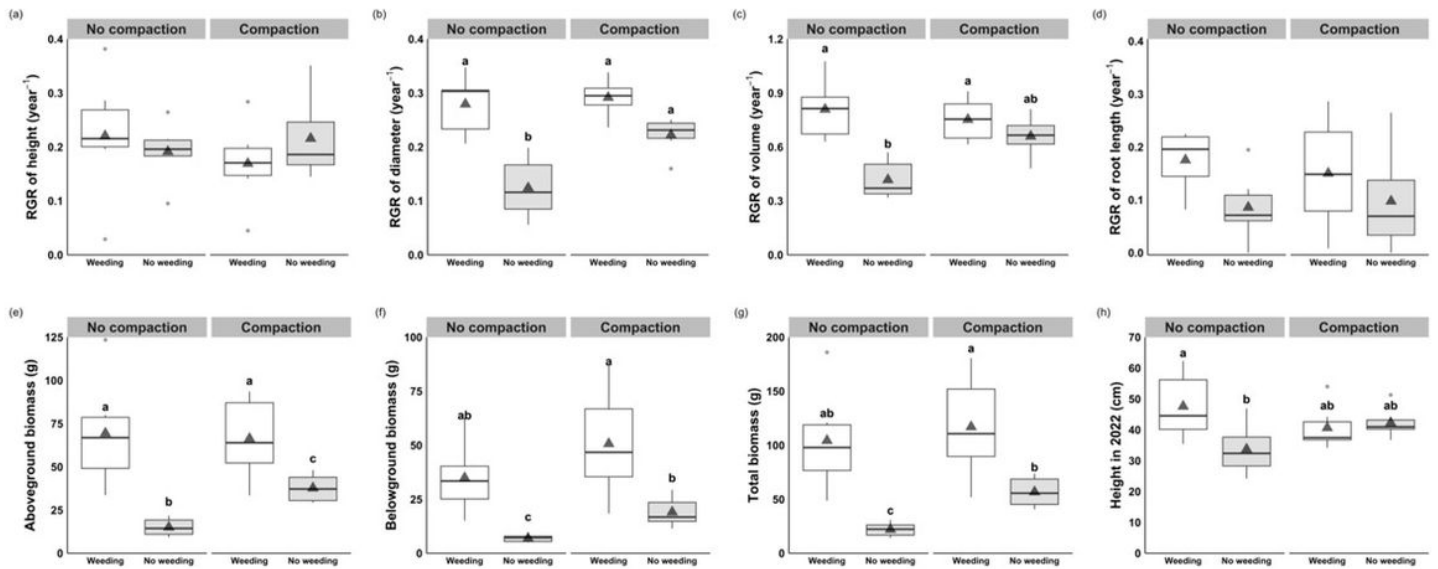 (a)
No compaction Compaction
RGR of height (year⁻¹)
0.4
0.3
0.2
0.1
0.0
Weeding No weeding Weeding No weeding
(b)
No compaction Compaction
RGR of diameter (year⁻¹)
0.4
0.3
0.2
0.1
0.0
a b a a
Weeding No weeding Weeding No weeding
(c)
No compaction Compaction
RGR of volume (year⁻¹)
1.2
0.9
0.6
0.3
0.0
a b a ab
Weeding No weeding Weeding No weeding
(d)
No compaction Compaction
RGR of root length (year⁻¹)
0.4
0.3
0.2
0.1
0.0
Weeding No weeding Weeding No weeding
(e)
No compaction Compaction
Aboveground biomass (g)
125
100
75
50
25
0
a b a c
Weeding No weeding Weeding No weeding
(f)
No compaction Compaction
Belowground biomass (g)
100
75
50
25
0
ab c a b
Weeding No weeding Weeding No weeding
(g)
No compaction Compaction
Total biomass (g)
200
150
100
50
0
ab c a b
Weeding No weeding Weeding No weeding
(h)
No compaction Compaction
Height in 2022 (cm)
70
60
50
40
30
20
10
0
a b ab ab
Weeding No weeding Weeding No weeding